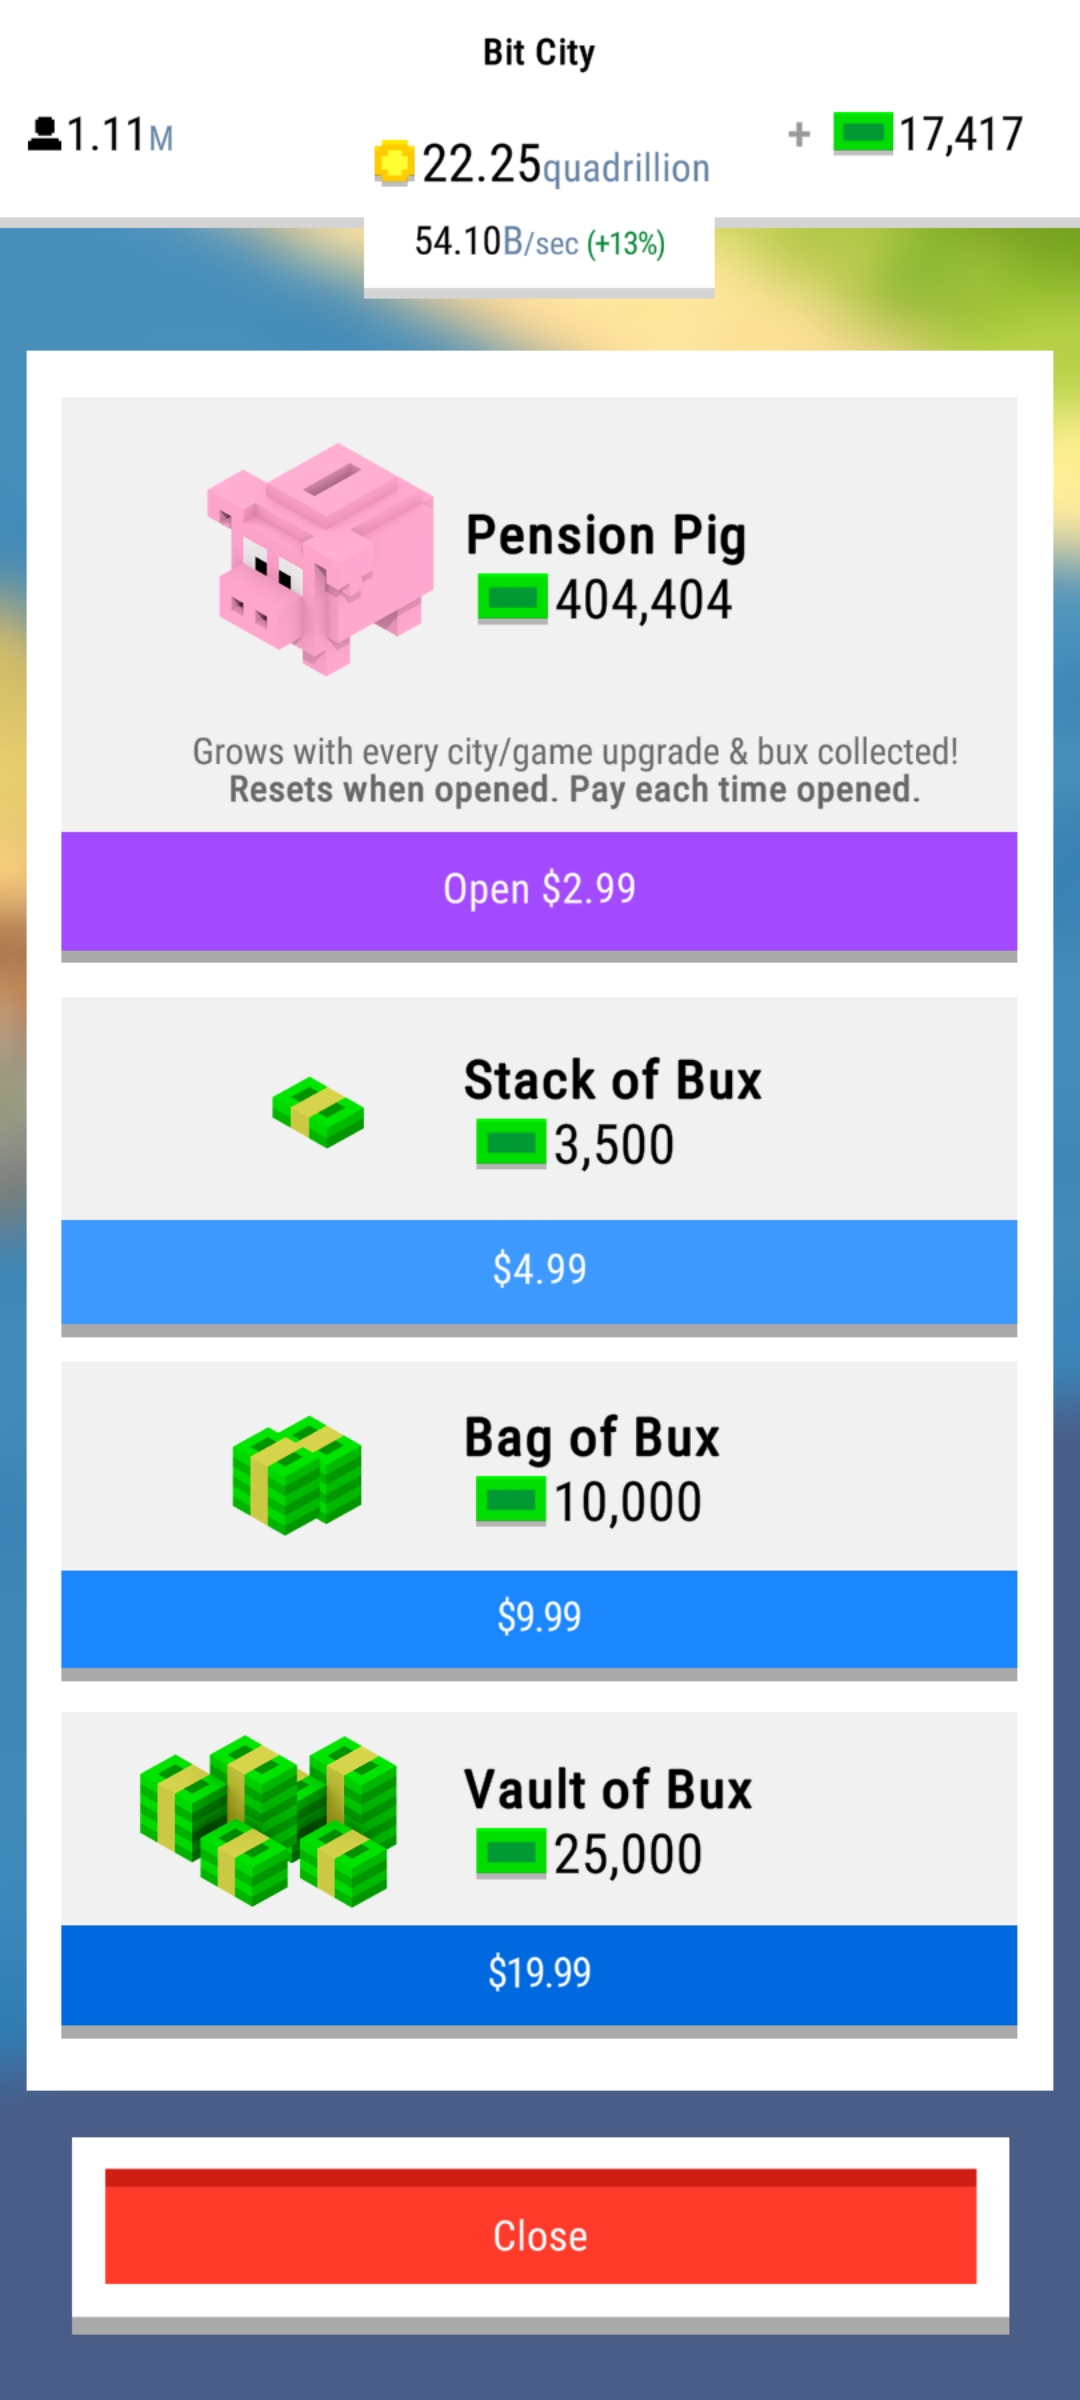 Bit City
1.11M
22.25quadrillion
+ 17,417
54.10B/sec (+13%)
Pension Pig
404,404
Grows with every city/game upgrade & bux collected!
Resets when opened. Pay each time opened.
Open $2.99
Stack of Bux
3,500
$4.99
Bag of Bux
10,000
$9.99
Vault of Bux
25,000
$19.99
Close